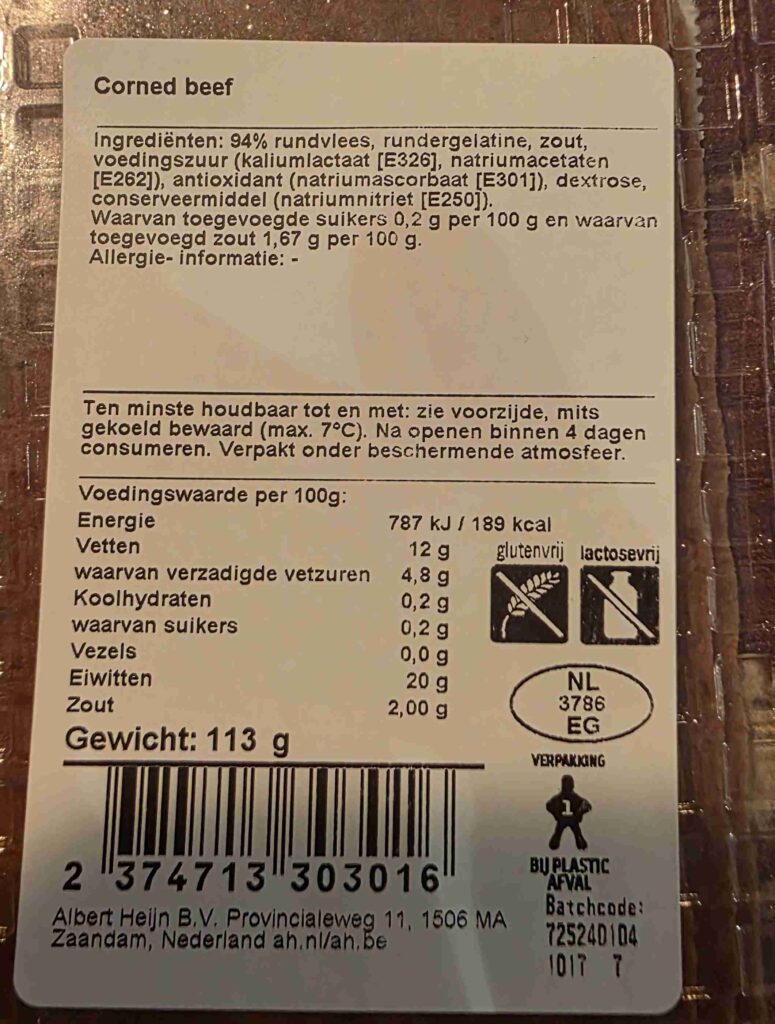 Corned beef
Ingrediënten: 94% rundvlees, rundergelatine, zout,
voedingszuur (kaliumlactaat [E326], natriumacetaten
[E262]), antioxidant (natriumascorbaat [E301]), dextrose,
conserveermiddel (natriumnitriet [E250]).
Waarvan toegevoegde suikers 0,2 g per 100 g en waarvan
toegevoegd zout 1,67 g per 100 g.
Allergie- informatie: -
Ten minste houdbaar tot en met: zie voorzijde, mits
gekoeld bewaard (max. 7°C). Na openen binnen 4 dagen
consumeren. Verpakt onder beschermende atmosfeer.
Voedingswaarde per 100g:
Energie 787 kJ / 189 kcal
Vetten 12 g
waarvan verzadigde vetzuren 4,8 g
Koolhydraten 0,2 g
waarvan suikers 0,2 g
Vezels 0,0 g
Eiwitten 20 g
Zout 2,00 g
glutenvrij lactosevrij
NL
3786
EG
Gewicht: 113 g
VERPAKKING
1
BIJ PLASTIC
AFVAL
2 374713 303016
Albert Heijn B.V. Provincialeweg 11, 1506 MA
Zaandam, Nederland ah.nl/ah.be
Batchcode:
725240104
1017 7